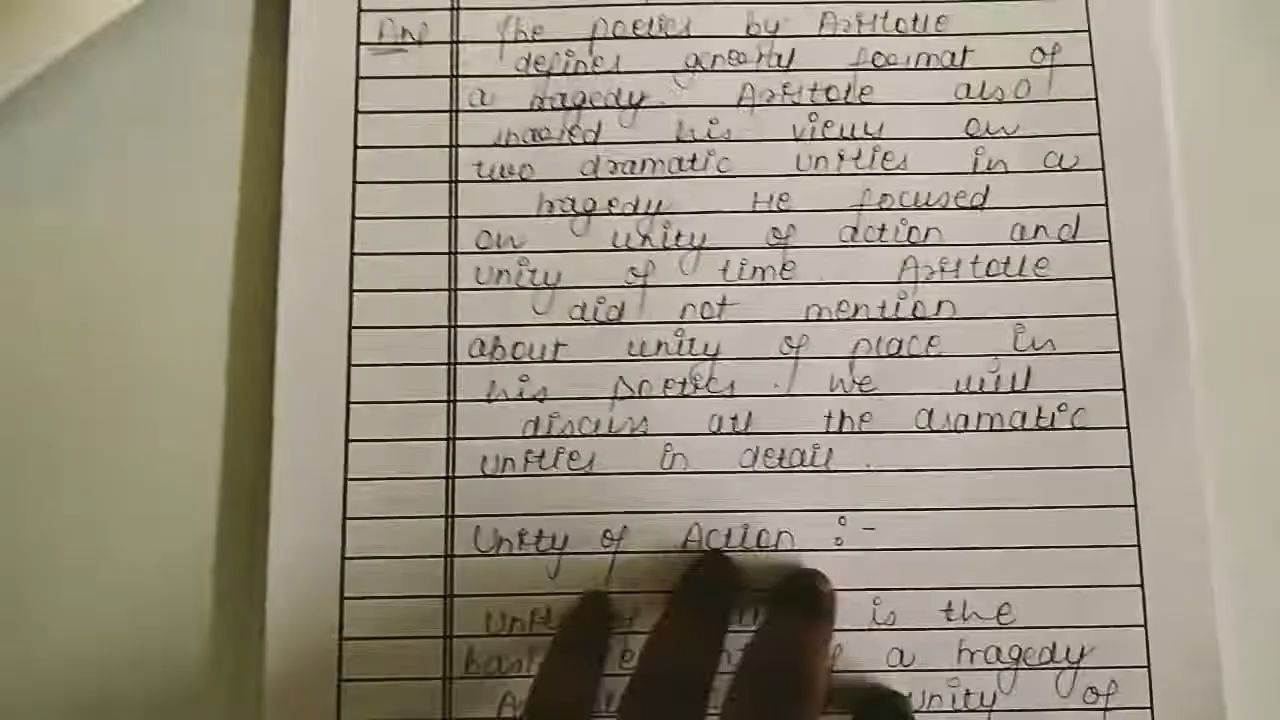 Ans The poetics by Aristotle
defines generly format of
a tragedy. Aristotle also
shared his views on
two dramatic unities in a
tragedy He focused
on unity of action and
unity of time. Aristotle
did not mention
about unity of place in
his poetics. We will
discuss all the dramatic
unities in detail.
Unity of Action :-
is the
a tragedy
unity of